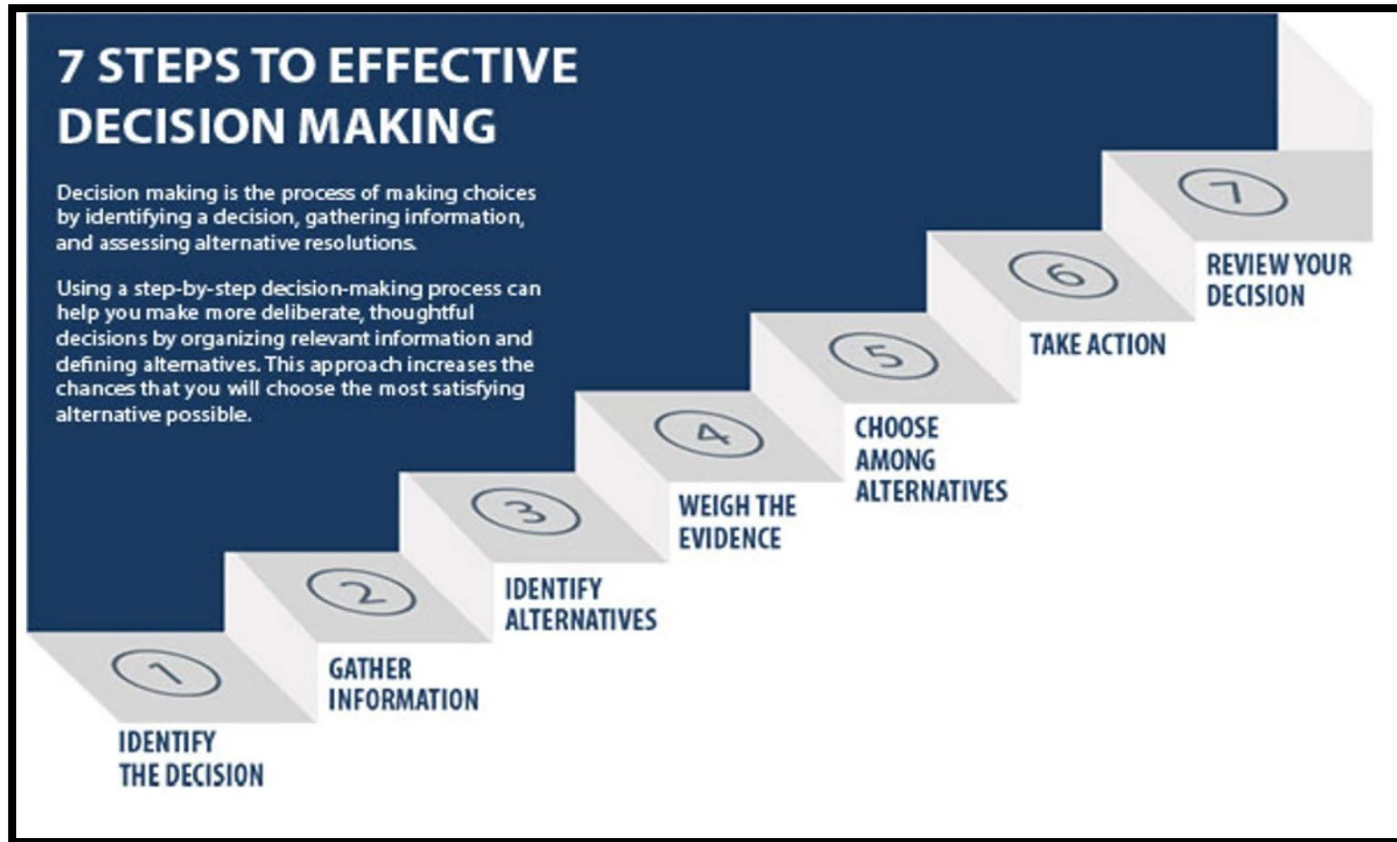 7 STEPS TO EFFECTIVE
DECISION MAKING
Decision making is the process of making choices
by identifying a decision, gathering information,
and assessing alternative resolutions.
Using a step-by-step decision-making process can
help you make more deliberate, thoughtful
decisions by organizing relevant information and
defining alternatives. This approach increases the
chances that you will choose the most satisfying
alternative possible.
1
IDENTIFY
THE DECISION
2
GATHER
INFORMATION
3
IDENTIFY
ALTERNATIVES
4
WEIGH THE
EVIDENCE
5
CHOOSE
AMONG
ALTERNATIVES
6
TAKE ACTION
7
REVIEW YOUR
DECISION